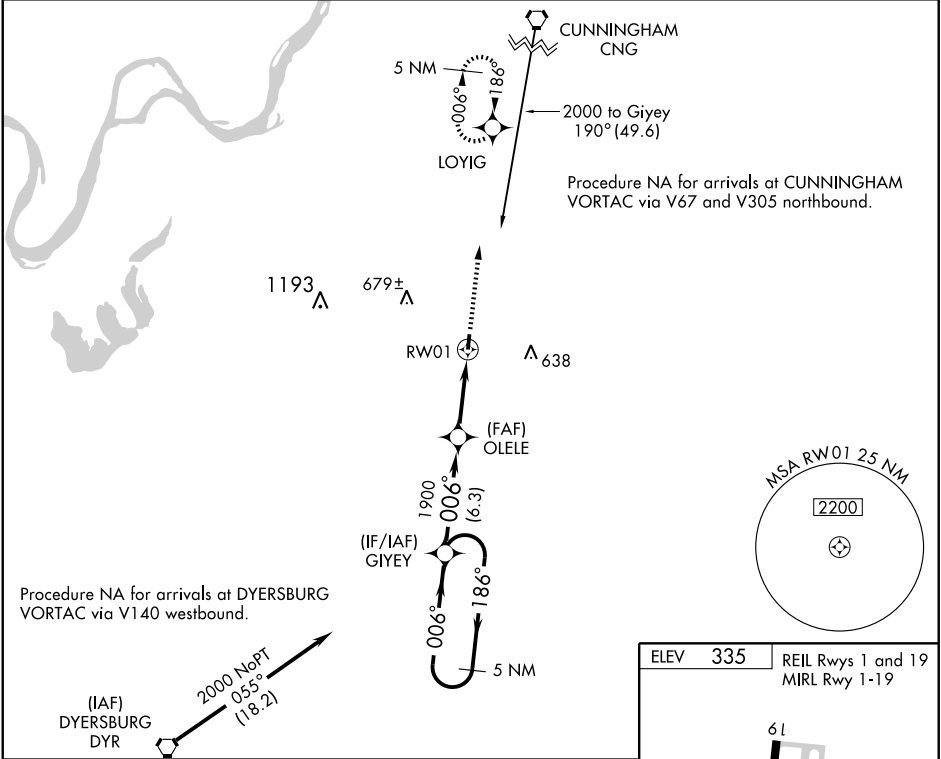 CUNNINGHAM
CNG
5 NM
186°
006°
2000 to Giyey
190° (49.6)
LOYIG
Procedure NA for arrivals at CUNNINGHAM
VORTAC via V67 and V305 northbound.
1193
679±
RW01
638
(FAF)
OLELE
MSA RW01 25 NM
2200
1900
006°
(6.3)
(IF/IAF)
GIYEY
186°
006°
5 NM
Procedure NA for arrivals at DYERSBURG
VORTAC via V140 westbound.
2000 NoPT
055°
(18.2)
(IAF)
DYERSBURG
DYR
ELEV 335
REIL Rwys 1 and 19
MIRL Rwy 1-19
19